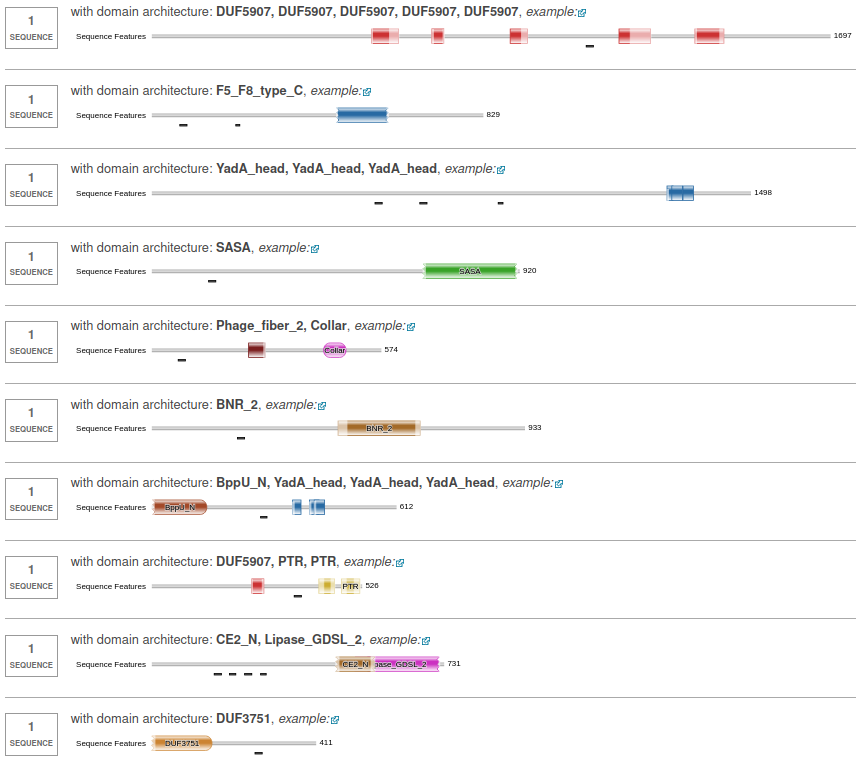 1
SEQUENCE
with domain architecture: DUF5907, DUF5907, DUF5907, DUF5907, DUF5907, example:
Sequence Features 1697
1
SEQUENCE
with domain architecture: F5_F8_type_C, example:
Sequence Features 829
1
SEQUENCE
with domain architecture: YadA_head, YadA_head, YadA_head, example:
Sequence Features 1498
1
SEQUENCE
with domain architecture: SASA, example:
Sequence Features SASA 920
1
SEQUENCE
with domain architecture: Phage_fiber_2, Collar, example:
Sequence Features Collar 574
1
SEQUENCE
with domain architecture: BNR_2, example:
Sequence Features BNR_2 933
1
SEQUENCE
with domain architecture: BppU_N, YadA_head, YadA_head, YadA_head, example:
Sequence Features BppU_N 612
1
SEQUENCE
with domain architecture: DUF5907, PTR, PTR, example:
Sequence Features PTR 526
1
SEQUENCE
with domain architecture: CE2_N, Lipase_GDSL_2, example:
Sequence Features CE2_N pase_GDSL_2 731
1
SEQUENCE
with domain architecture: DUF3751, example:
Sequence Features DUF3751 411